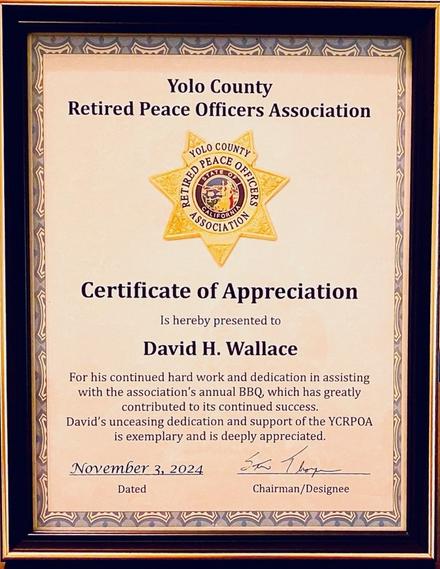 Yolo County
Retired Peace Officers Association
YOLO COUNTY
RETIRED PEACE OFFICERS
STATE OF
CALIFORNIA
ASSOCIATION
Certificate of Appreciation
Is hereby presented to
David H. Wallace
For his continued hard work and dedication in assisting
with the association's annual BBQ, which has greatly
contributed to its continued success.
David's unceasing dedication and support of the YCRPOA
is exemplary and is deeply appreciated.
November 3, 2024
Dated
Chairman/Designee